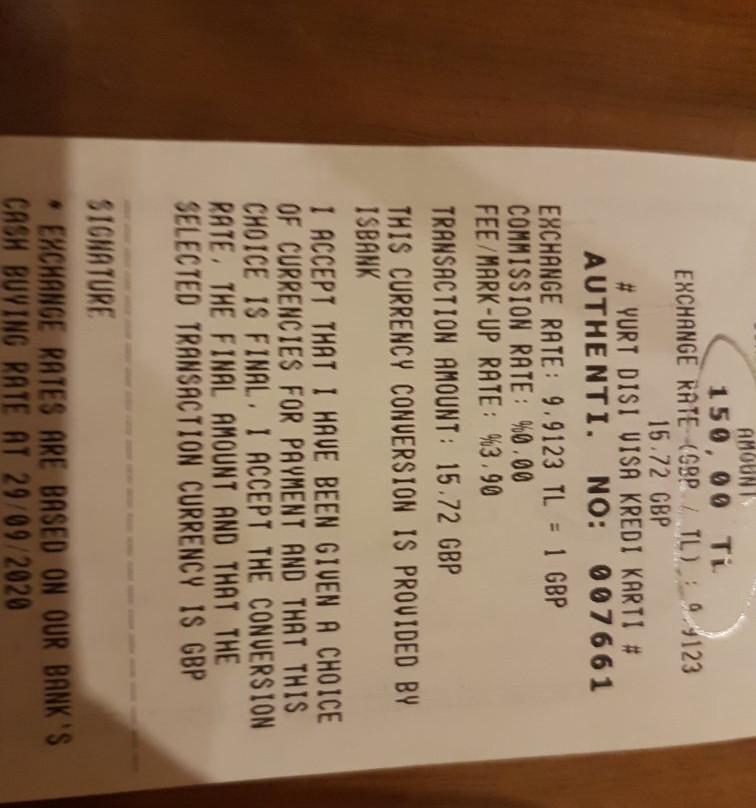 AMOUNT
150,00 TL
EXCHANGE RATE (GBP / TL) : 9,9123
15.72 GBP
# YURT DISI VISA KREDI KARTI #
AUTHENTI. NO: 007661
EXCHANGE RATE: 9,9123 TL = 1 GBP
COMMISSION RATE: %0.00
FEE/MARK-UP RATE: %3.90
TRANSACTION AMOUNT: 15.72 GBP
THIS CURRENCY CONVERSION IS PROVIDED BY
ISBANK
I ACCEPT THAT I HAVE BEEN GIVEN A CHOICE
OF CURRENCIES FOR PAYMENT AND THAT THIS
CHOICE IS FINAL. I ACCEPT THE CONVERSION
RATE, THE FINAL AMOUNT AND THAT THE
SELECTED TRANSACTION CURRENCY IS GBP
SIGNATURE
* EXCHANGE RATES ARE BASED ON OUR BANK'S
CASH BUYING RATE AT 29/09/2020